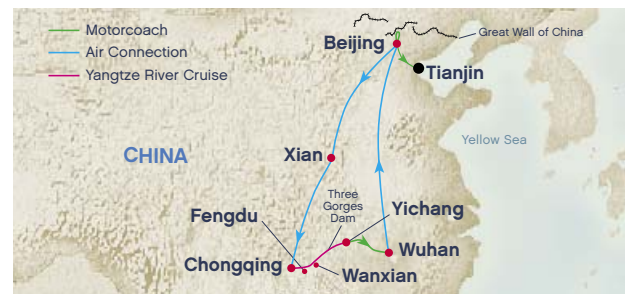 Motorcoach
Air Connection
Yangtze River Cruise
Great Wall of China
Beijing
Tianjin
Yellow Sea
CHINA
Xian
Three
Gorges
Dam
Yichang
Fengdu
Wuhan
Chongqing
Wanxian